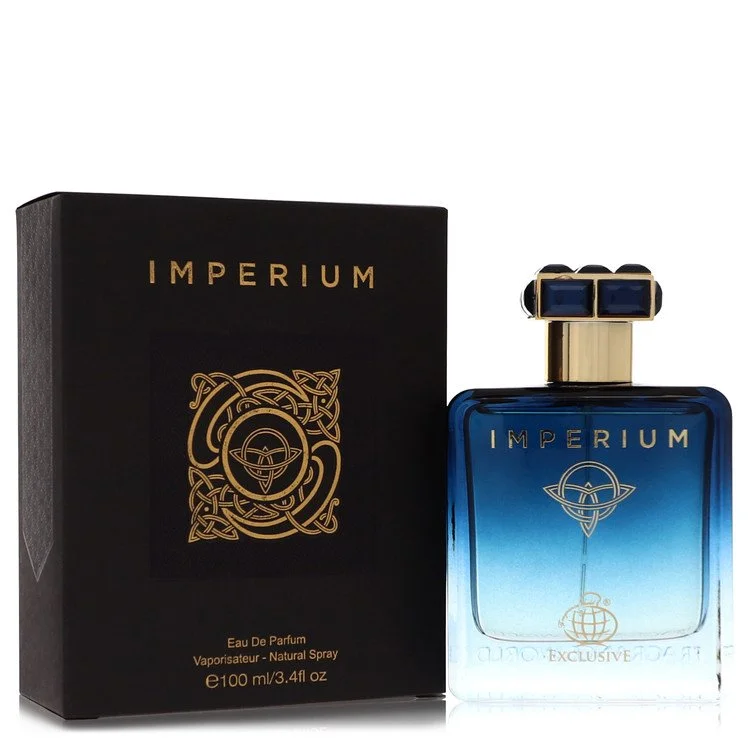 IMPERIUM
Eau De Parfum
Vaporisateur - Natural Spray
℮100 ml/3.4fl oz
IMPERIUM
®
EXCLUSIVE